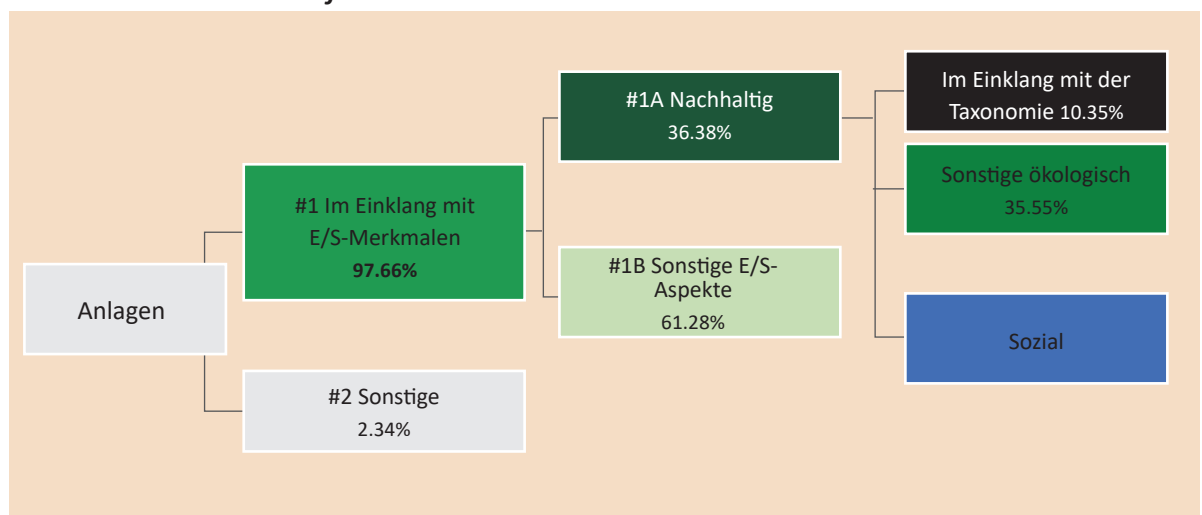 Anlagen
#1 Im Einklang mit
E/S-Merkmalen
97.66%
#2 Sonstige
2.34%
#1A Nachhaltig
36.38%
#1B Sonstige E/S-
Aspekte
61.28%
Im Einklang mit der
Taxonomie 10.35%
Sonstige ökologisch
35.55%
Sozial